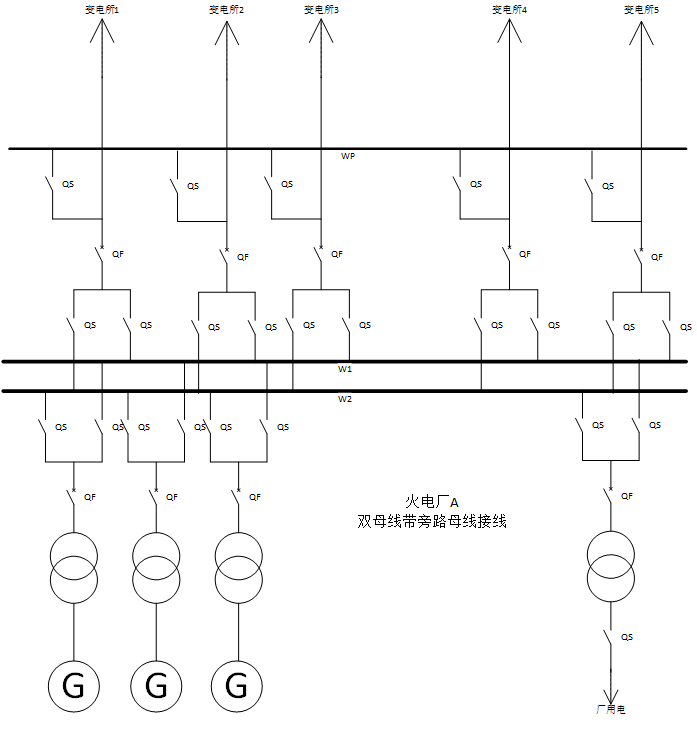 变电所1 变电所2 变电所3 变电所4 变电所5
WP
QS QS QS QS QS
QF QF QF QF QF
QS QS QS QS QS QS QS QS QS QS
W1
W2
QS QS QS QS QS QS QS
QF QF QF QF
火电厂A
双母线带旁路母线接线
QS
G G G
厂用电